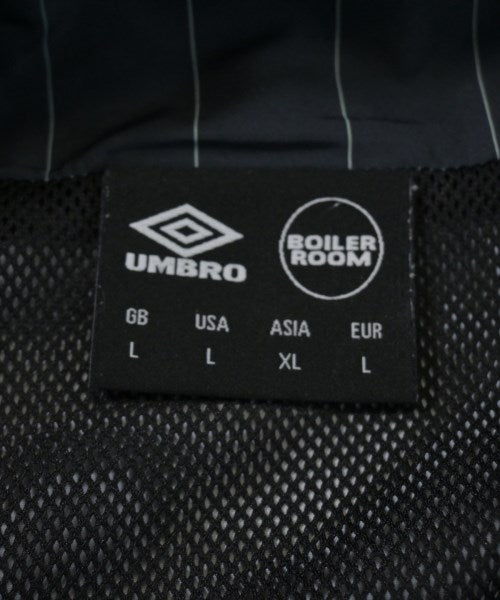 UMBRO
BOILER
ROOM
GB USA ASIA EUR
L L XL L